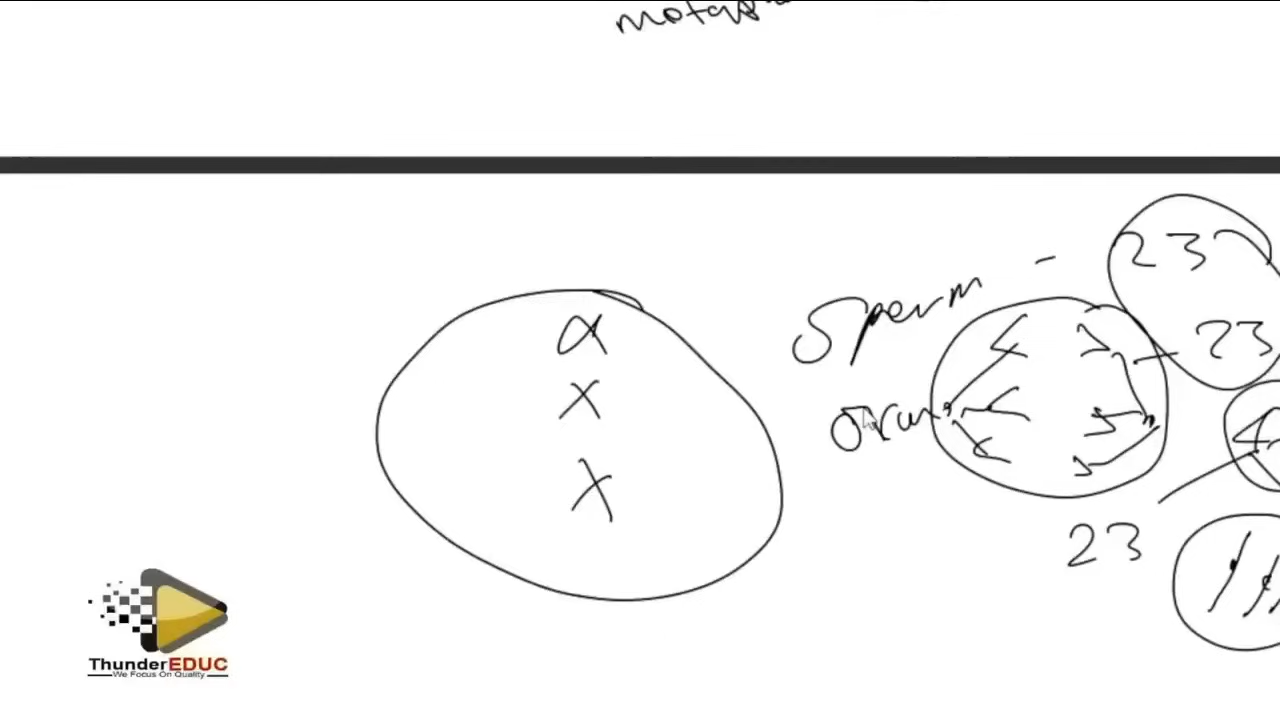 Sperm - 23
Ovum - 23
23
ThunderEDUC
We Focus On Quality